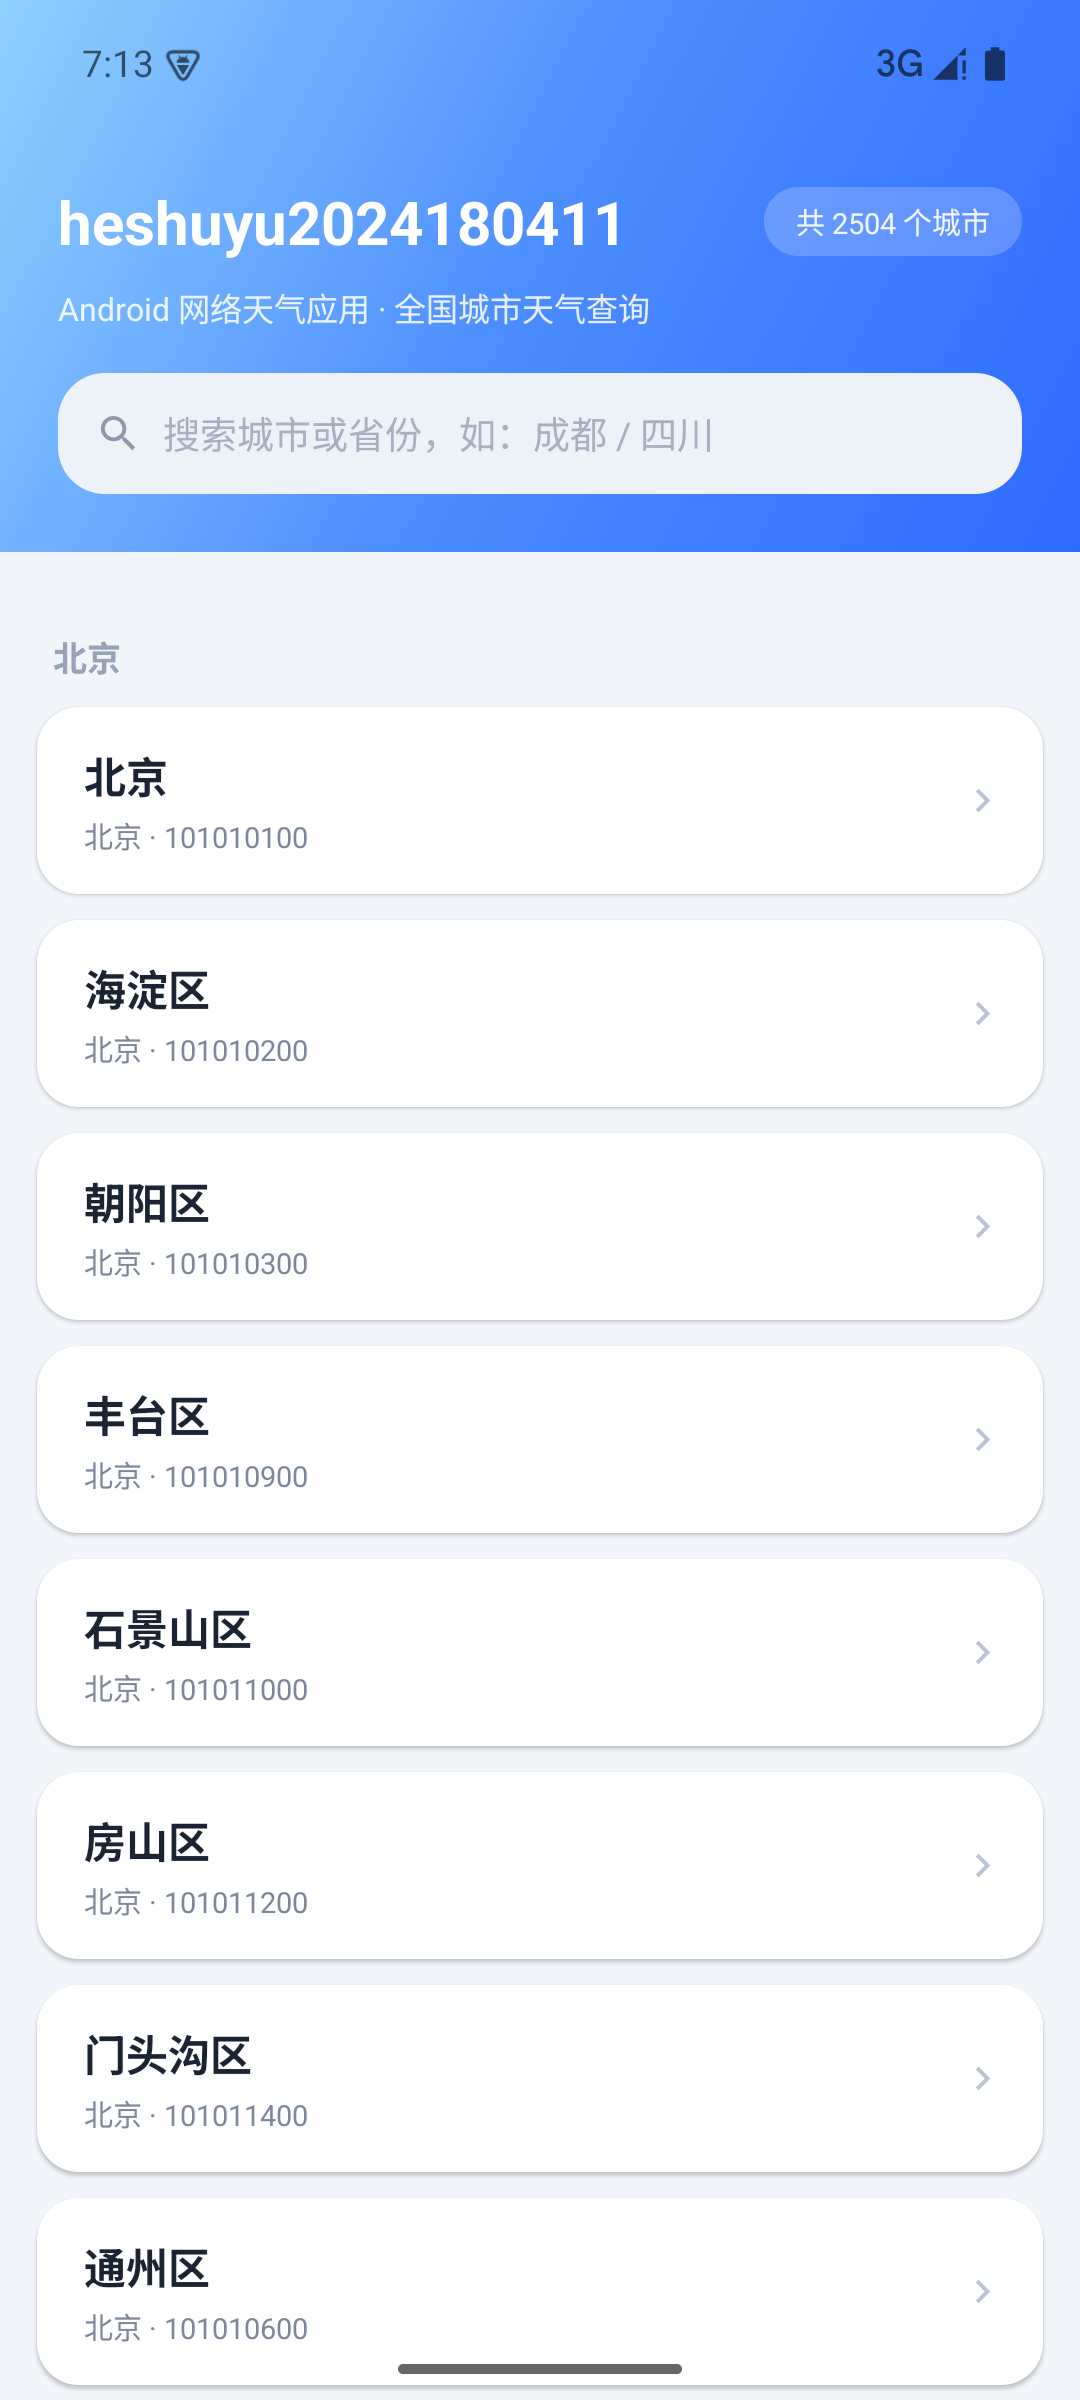 7:13
3G
heshuyu2024180411
共 2504 个城市
Android 网络天气应用 · 全国城市天气查询
搜索城市或省份，如：成都 / 四川
北京
北京
北京 · 101010100
海淀区
北京 · 101010200
朝阳区
北京 · 101010300
丰台区
北京 · 101010900
石景山区
北京 · 101011000
房山区
北京 · 101011200
门头沟区
北京 · 101011400
通州区
北京 · 101010600